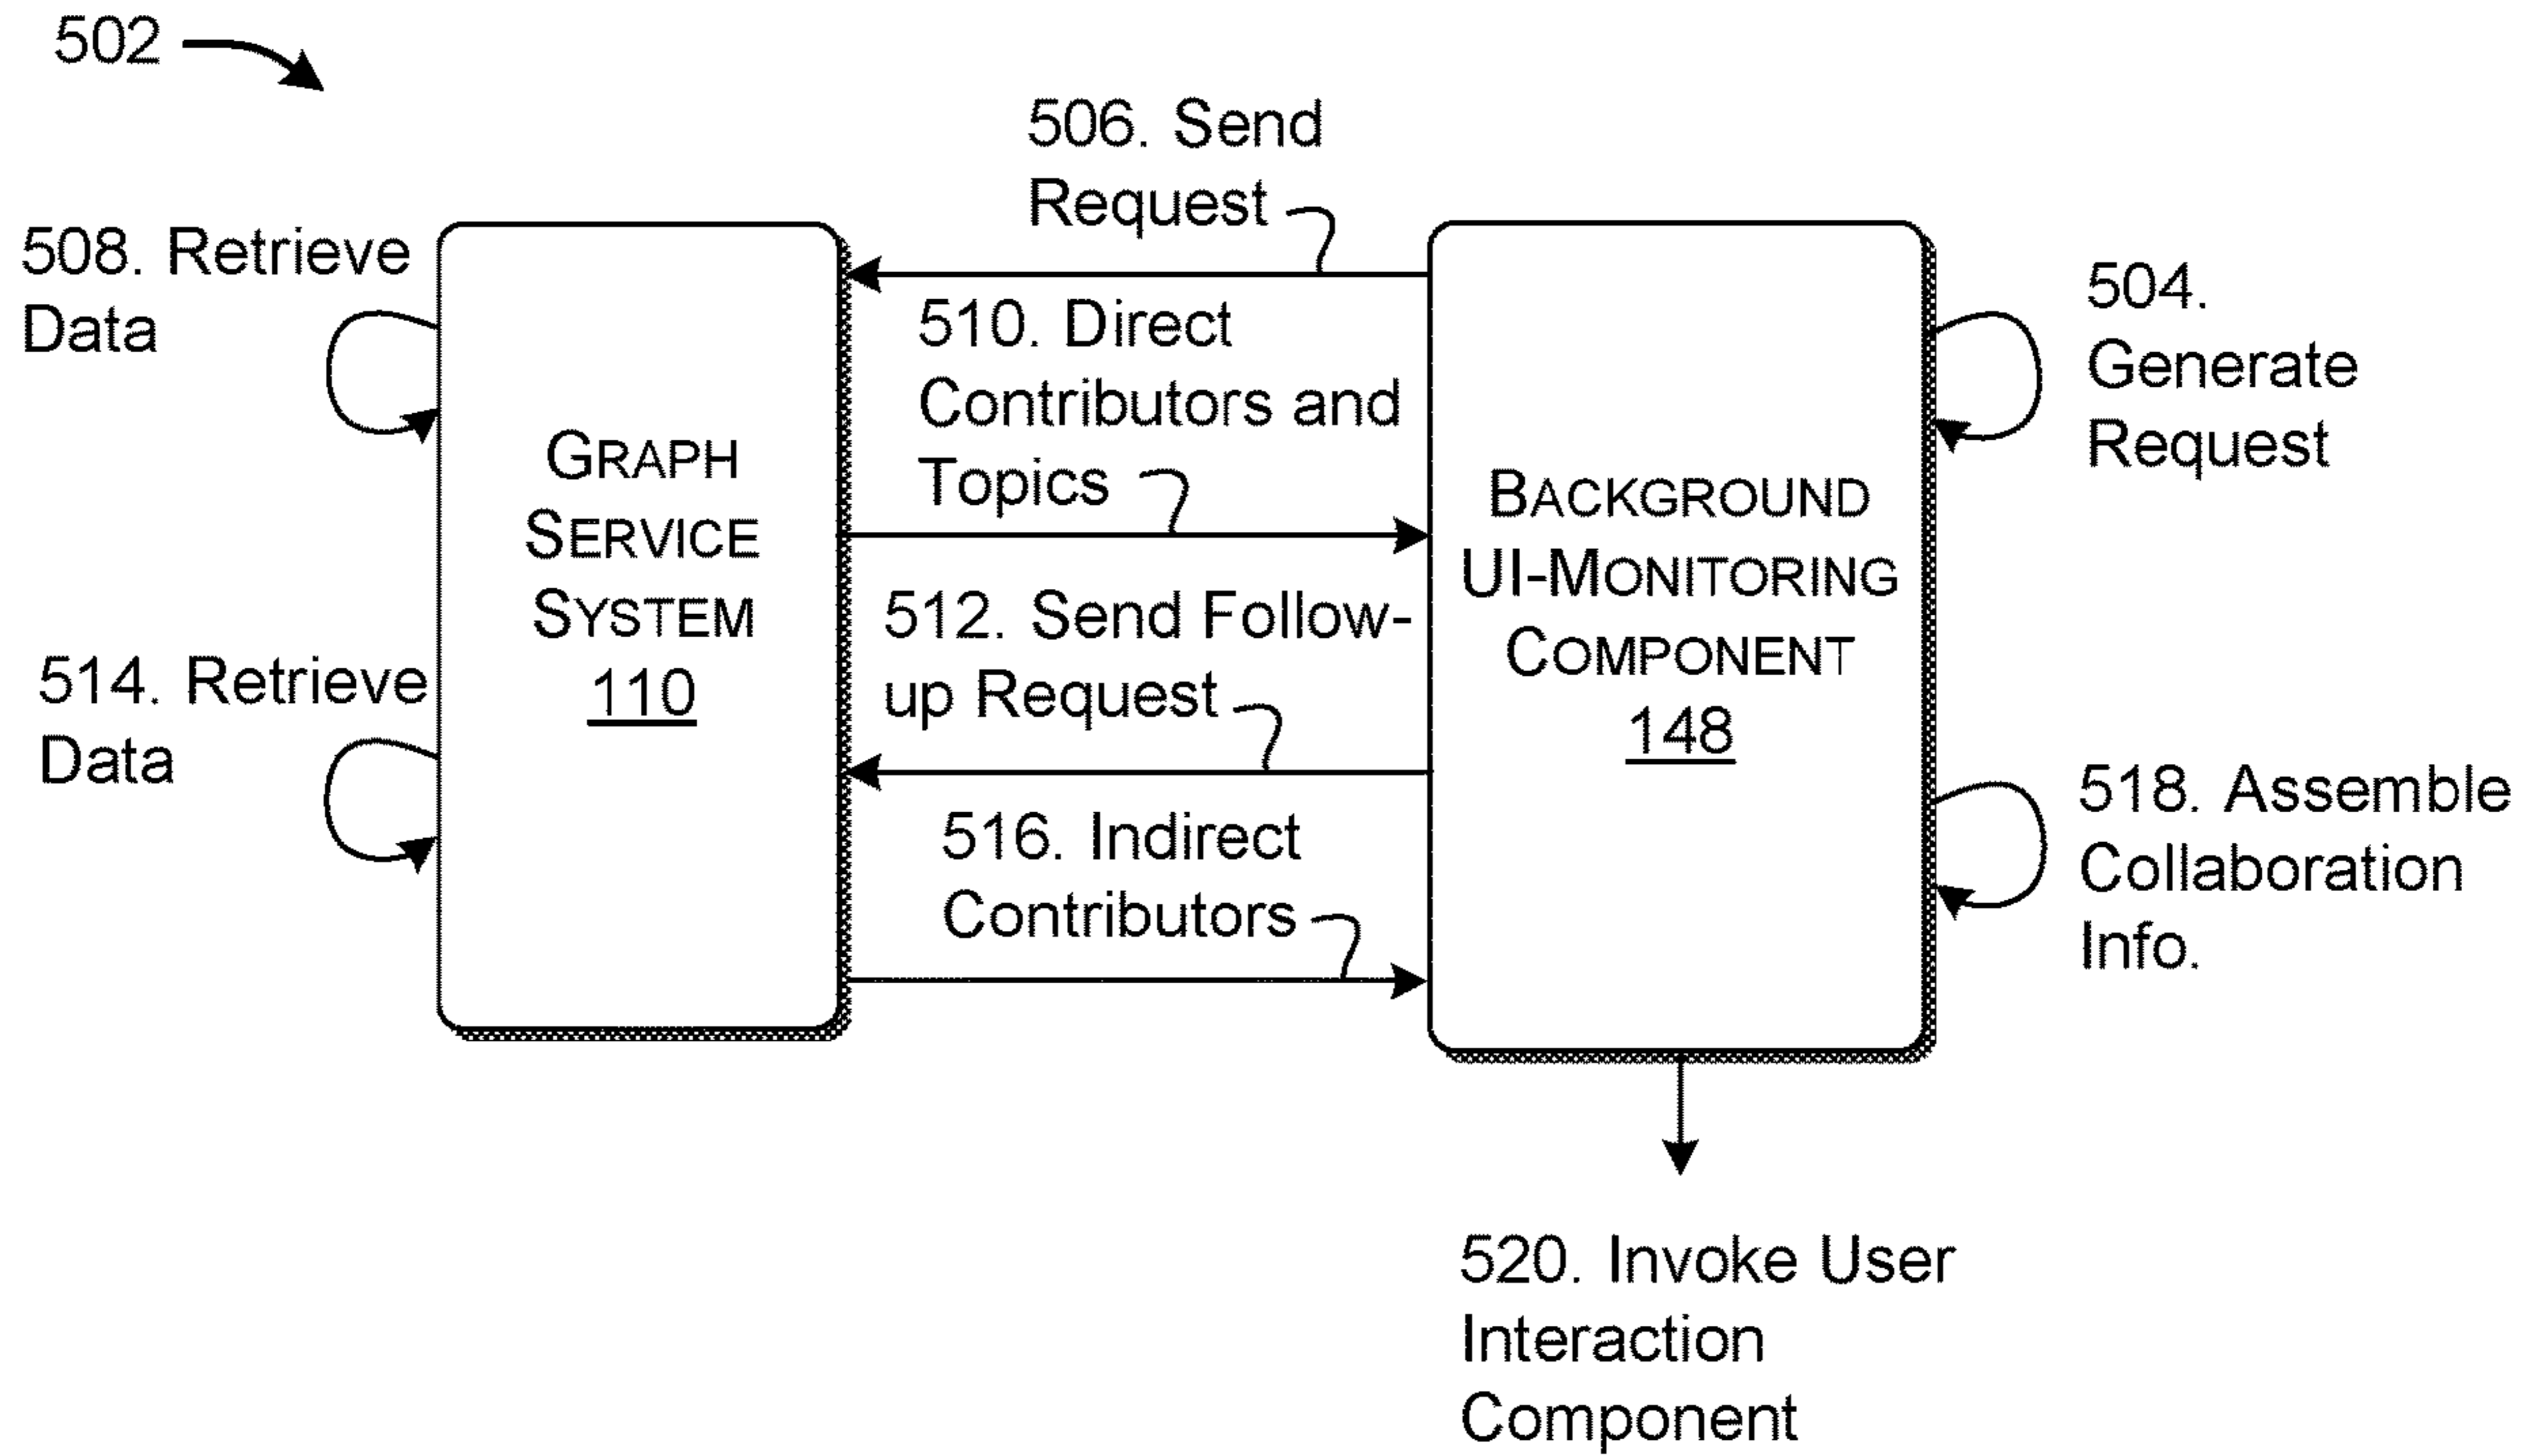 502
506. Send
Request
508. Retrieve
Data
504.
Generate
Request
510. Direct
Contributors and
Topics
GRAPH
SERVICE
SYSTEM
110
BACKGROUND
UI-MONITORING
COMPONENT
148
512. Send Follow-
up Request
514. Retrieve
Data
516. Indirect
Contributors
518. Assemble
Collaboration
Info.
520. Invoke User
Interaction
Component